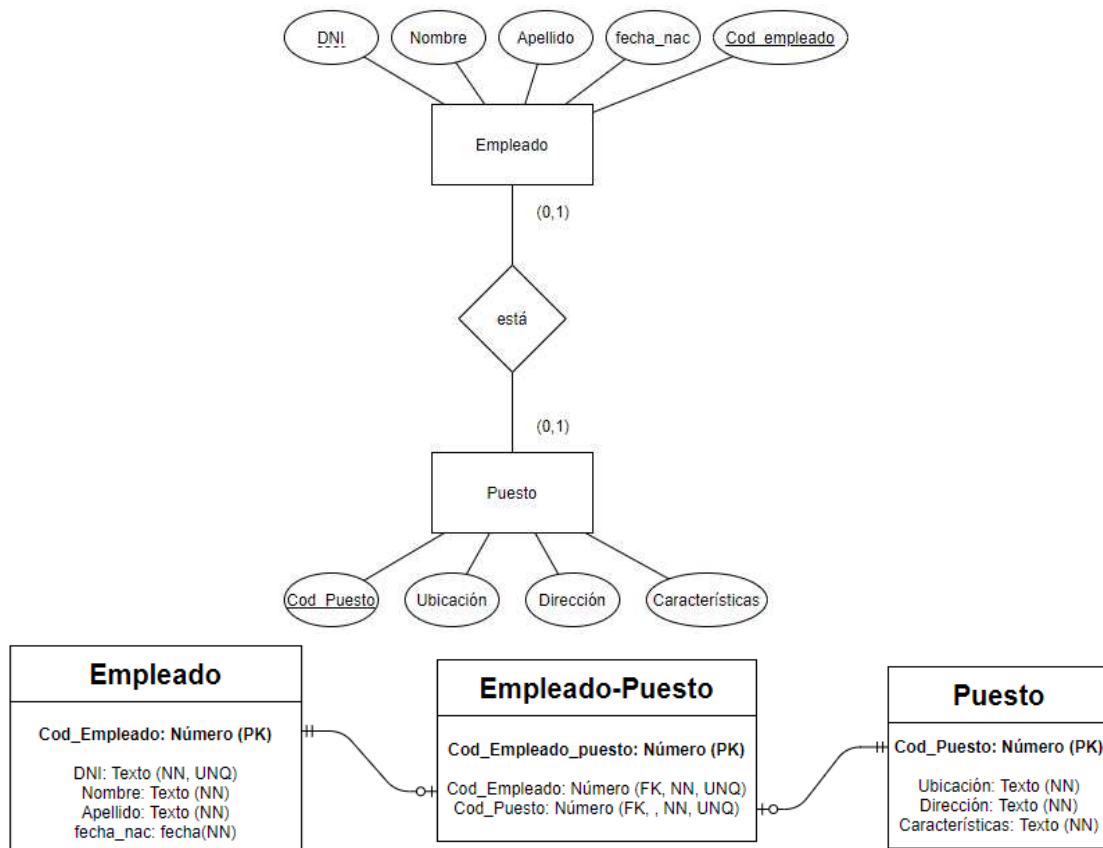 DNI
Nombre
Apellido
fecha_nac
Cod_empleado
Empleado
(0,1)
está
(0,1)
Puesto
Cod_Puesto
Ubicación
Dirección
Características
Empleado
Cod_Empleado: Número (PK)
DNI: Texto (NN, UNQ)
Nombre: Texto (NN)
Apellido: Texto (NN)
fecha_nac: fecha(NN)
Empleado-Puesto
Cod_Empleado_puesto: Número (PK)
Cod_Empleado: Número (FK, NN, UNQ)
Cod_Puesto: Número (FK, , NN, UNQ)
Puesto
Cod_Puesto: Número (PK)
Ubicación: Texto (NN)
Dirección: Texto (NN)
Características: Texto (NN)